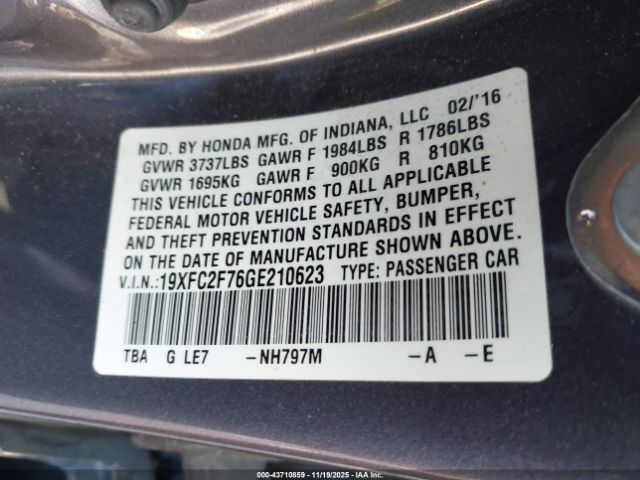 MFD. BY HONDA MFG. OF INDIANA, LLC 02/'16
GVWR 3737LBS GAWR F 1984LBS R 1786LBS
GVWR 1695KG GAWR F 900KG R 810KG
THIS VEHICLE CONFORMS TO ALL APPLICABLE
FEDERAL MOTOR VEHICLE SAFETY, BUMPER,
AND THEFT PREVENTION STANDARDS IN EFFECT
ON THE DATE OF MANUFACTURE SHOWN ABOVE.
V.I.N.:19XFC2F76GE210623 TYPE: PASSENGER CAR
TBA G LE7 -NH797M -A -E
© IAA - 43710859 | 11/19/2025 - IAAI.COM